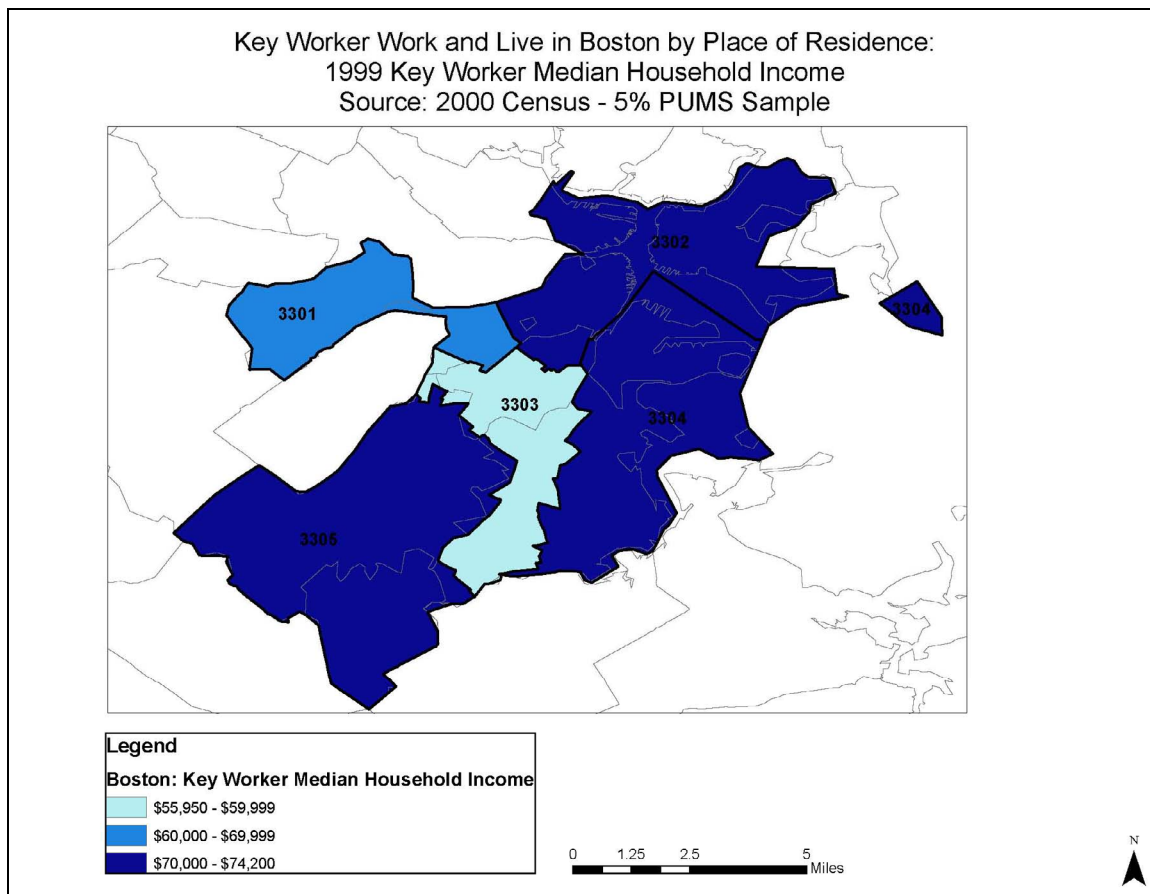 Key Worker Work and Live in Boston by Place of Residence:
1999 Key Worker Median Household Income
Source: 2000 Census - 5% PUMS Sample
3302
3301
3304
3303
3304
3305
Legend
Boston: Key Worker Median Household Income
$55,950 - $59,999
$60,000 - $69,999
$70,000 - $74,200
0 1.25 2.5 5
Miles
N